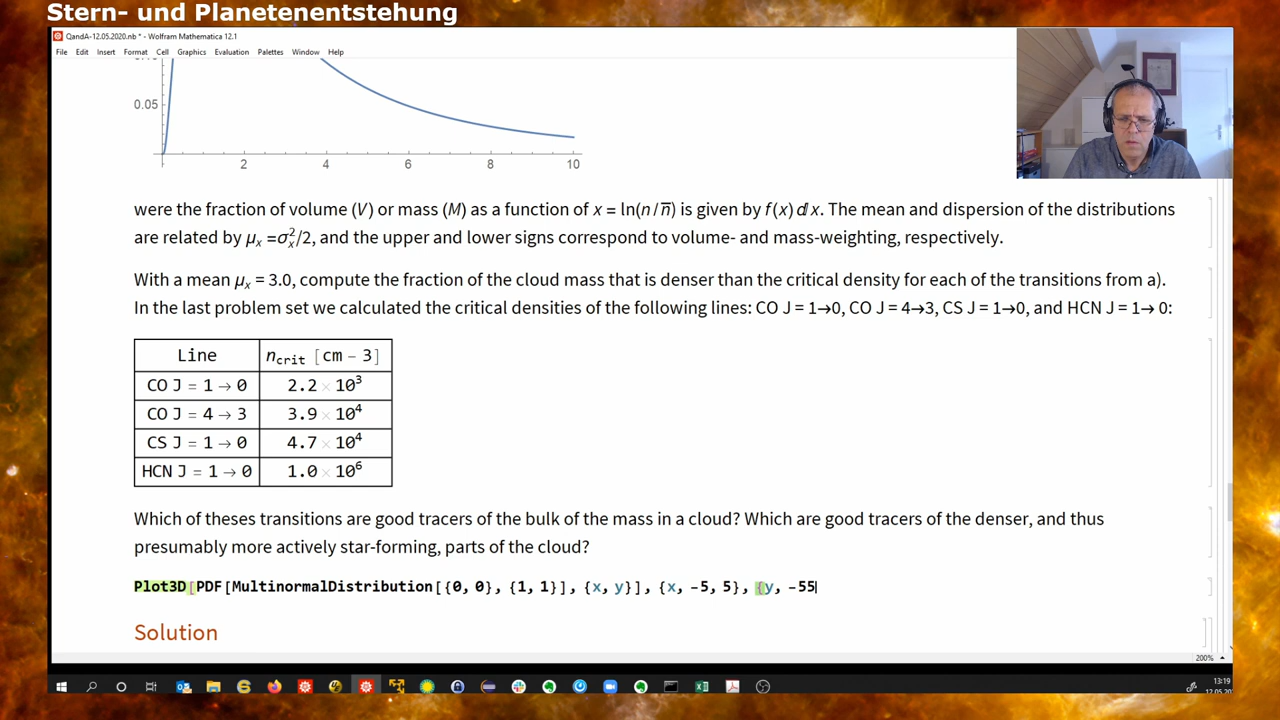 Stern- und Planetenentstehung
QandA-12.05.2020.nb * - Wolfram Mathematica 12.1
File Edit Insert Format Cell Graphics Evaluation Palettes Window Help
0.05
2 4 6 8 10
were the fraction of volume (V) or mass (M) as a function of x = ln(n/n̅) is given by f(x) ⅆx. The mean and dispersion of the distributions
are related by μₓ =σₓ²/2, and the upper and lower signs correspond to volume- and mass-weighting, respectively.
With a mean μₓ = 3.0, compute the fraction of the cloud mass that is denser than the critical density for each of the transitions from a).
In the last problem set we calculated the critical densities of the following lines: CO J = 1→0, CO J = 4→3, CS J = 1→0, and HCN J = 1→ 0:
Line n_crit [cm - 3]
CO J = 1 → 0 2.2 × 10³
CO J = 4 → 3 3.9 × 10⁴
CS J = 1 → 0 4.7 × 10⁴
HCN J = 1 → 0 1.0 × 10⁶
Which of theses transitions are good tracers of the bulk of the mass in a cloud? Which are good tracers of the denser, and thus
presumably more actively star-forming, parts of the cloud?
Plot3D[PDF[MultinormalDistribution[{0, 0}, {1, 1}], {x, y}], {x, -5, 5}, {y, -55
Solution
200%
13:19
12.05.202